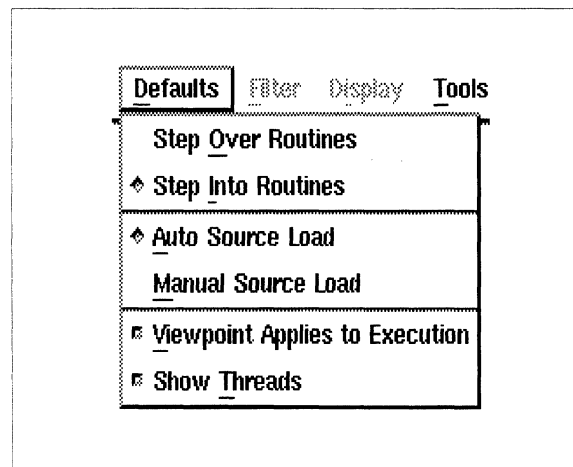 Defaults Filter Display Tools
Step Over Routines
Step Into Routines
Auto Source Load
Manual Source Load
Viewpoint Applies to Execution
Show Threads